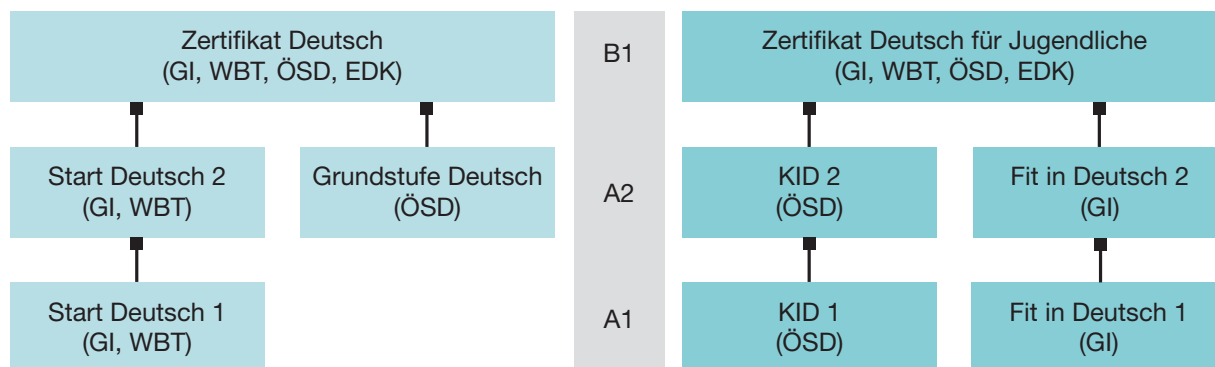 Zertifikat Deutsch
(GI, WBT, ÖSD, EDK)
B1
Zertifikat Deutsch für Jugendliche
(GI, WBT, ÖSD, EDK)
Start Deutsch 2
(GI, WBT)
Grundstufe Deutsch
(ÖSD)
A2
KID 2
(ÖSD)
Fit in Deutsch 2
(GI)
Start Deutsch 1
(GI, WBT)
A1
KID 1
(ÖSD)
Fit in Deutsch 1
(GI)